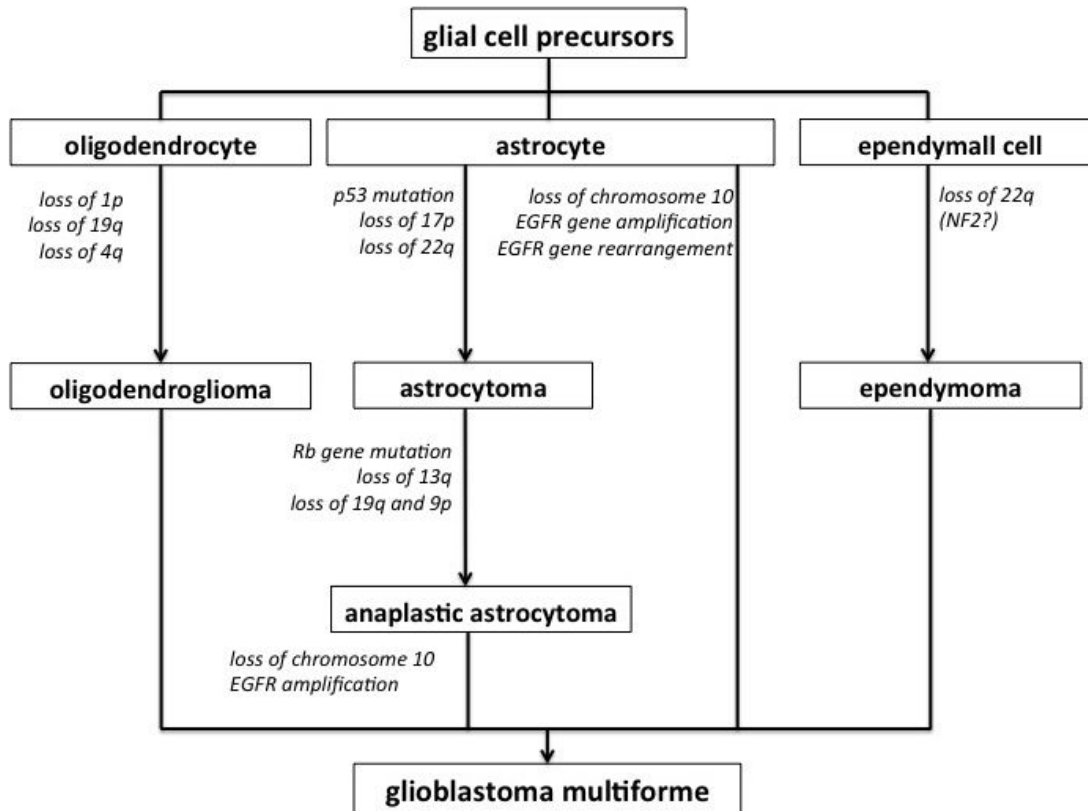 glial cell precursors
oligodendrocyte
astrocyte
ependymall cell
loss of 1p
loss of 19q
loss of 4q
p53 mutation
loss of 17p
loss of 22q
loss of chromosome 10
EGFR gene amplification
EGFR gene rearrangement
loss of 22q
(NF2?)
oligodendroglioma
astrocytoma
ependymoma
Rb gene mutation
loss of 13q
loss of 19q and 9p
anaplastic astrocytoma
loss of chromosome 10
EGFR amplification
glioblastoma multiforme